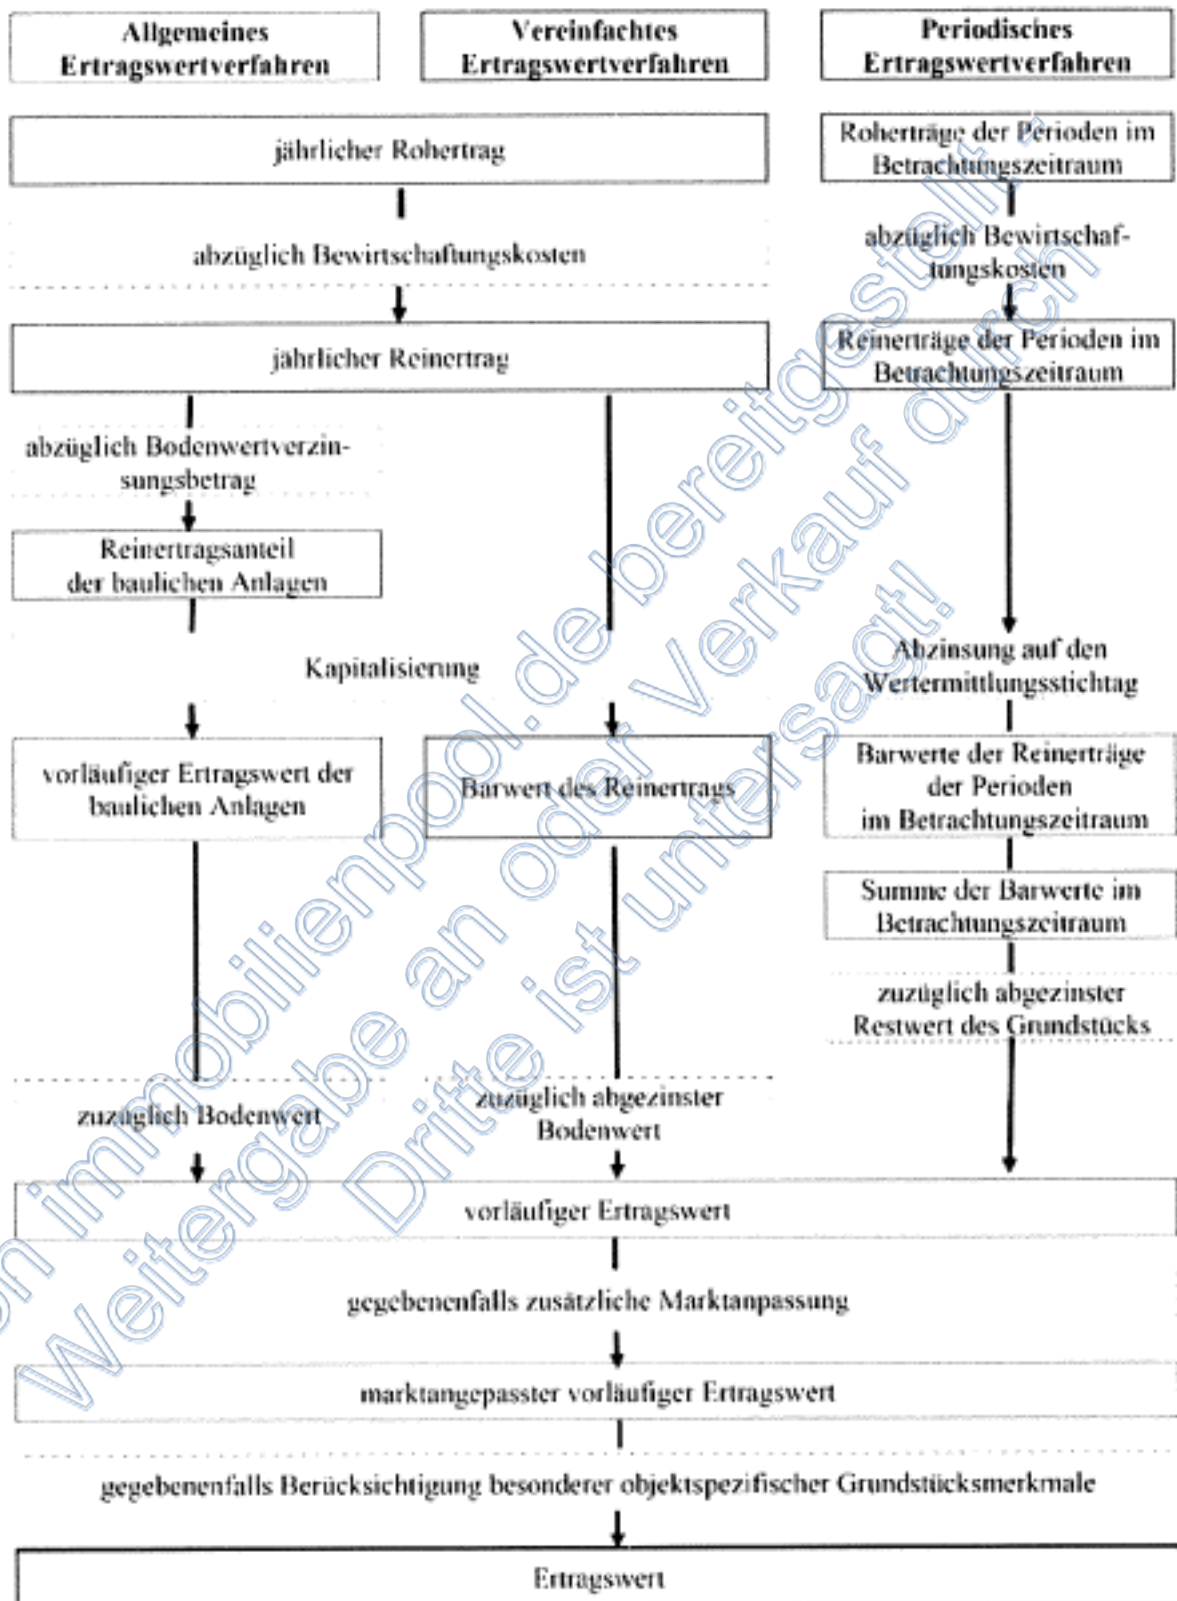 Allgemeines
Ertragswertverfahren
Vereinfachtes
Ertragswertverfahren
Periodisches
Ertragswertverfahren
jährlicher Rohertrag
Roherträge der Perioden im
Betrachtungszeitraum
abzüglich Bewirtschaftungskosten
abzüglich Bewirtschaf-
tungskosten
jährlicher Reinertrag
Reinerträge der Perioden im
Betrachtungszeitraum
abzüglich Bodenwertverzin-
sungsbetrag
Reinertragsanteil
der baulichen Anlagen
Kapitalisierung
Abzinsung auf den
Wertermittlungsstichtag
vorläufiger Ertragswert der
baulichen Anlagen
Barwert des Reinertrags
Barwerte der Reinerträge
der Perioden
im Betrachtungszeitraum
Summe der Barwerte im
Betrachtungszeitraum
zuzüglich abgezinster
Restwert des Grundstücks
zuzüglich Bodenwert
zuzüglich abgezinster
Bodenwert
vorläufiger Ertragswert
gegebenenfalls zusätzliche Marktanpassung
marktangepasster vorläufiger Ertragswert
gegebenenfalls Berücksichtigung besonderer objektspezifischer Grundstücksmerkmale
Ertragswert
immobilienpool.de bereitgestellt -
Weitergabe an oder Verkauf durch
Dritte ist untersagt!